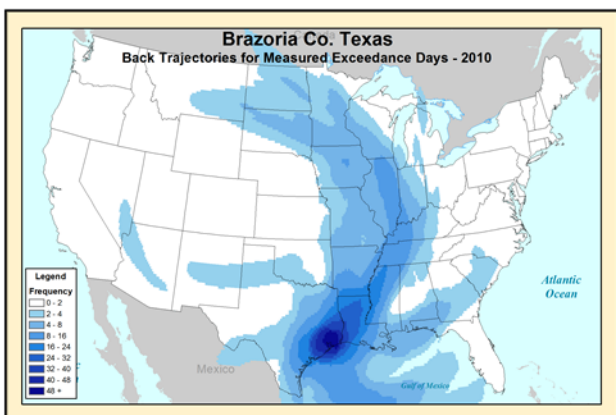 Canada
Brazoria Co. Texas
Back Trajectories for Measured Exceedance Days - 2010
Legend
Frequency
0 - 2
2 - 4
4 - 8
8 - 16
16 - 24
24 - 32
32 - 40
40 - 48
48 +
Atlantic
Ocean
Mexico
Gulf of Mexico